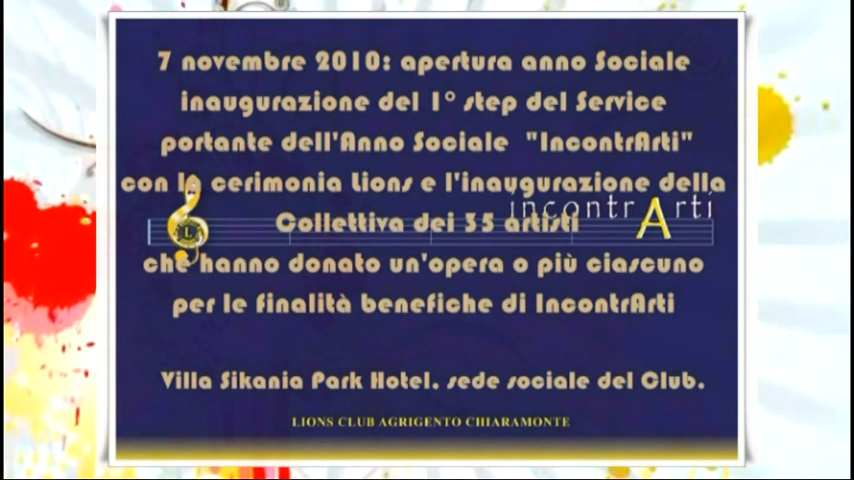 7 novembre 2010: apertura anno Sociale
inaugurazione del 1° step del Service
portante dell'Anno Sociale "IncontrArti"
con la cerimonia Lions e l'inaugurazione della
incontrArti
Collettiva dei 35 artisti
che hanno donato un'opera o più ciascuno
per le finalità benefiche di IncontrArti
Villa Sikania Park Hotel, sede sociale del Club.
LIONS CLUB AGRIGENTO CHIARAMONTE